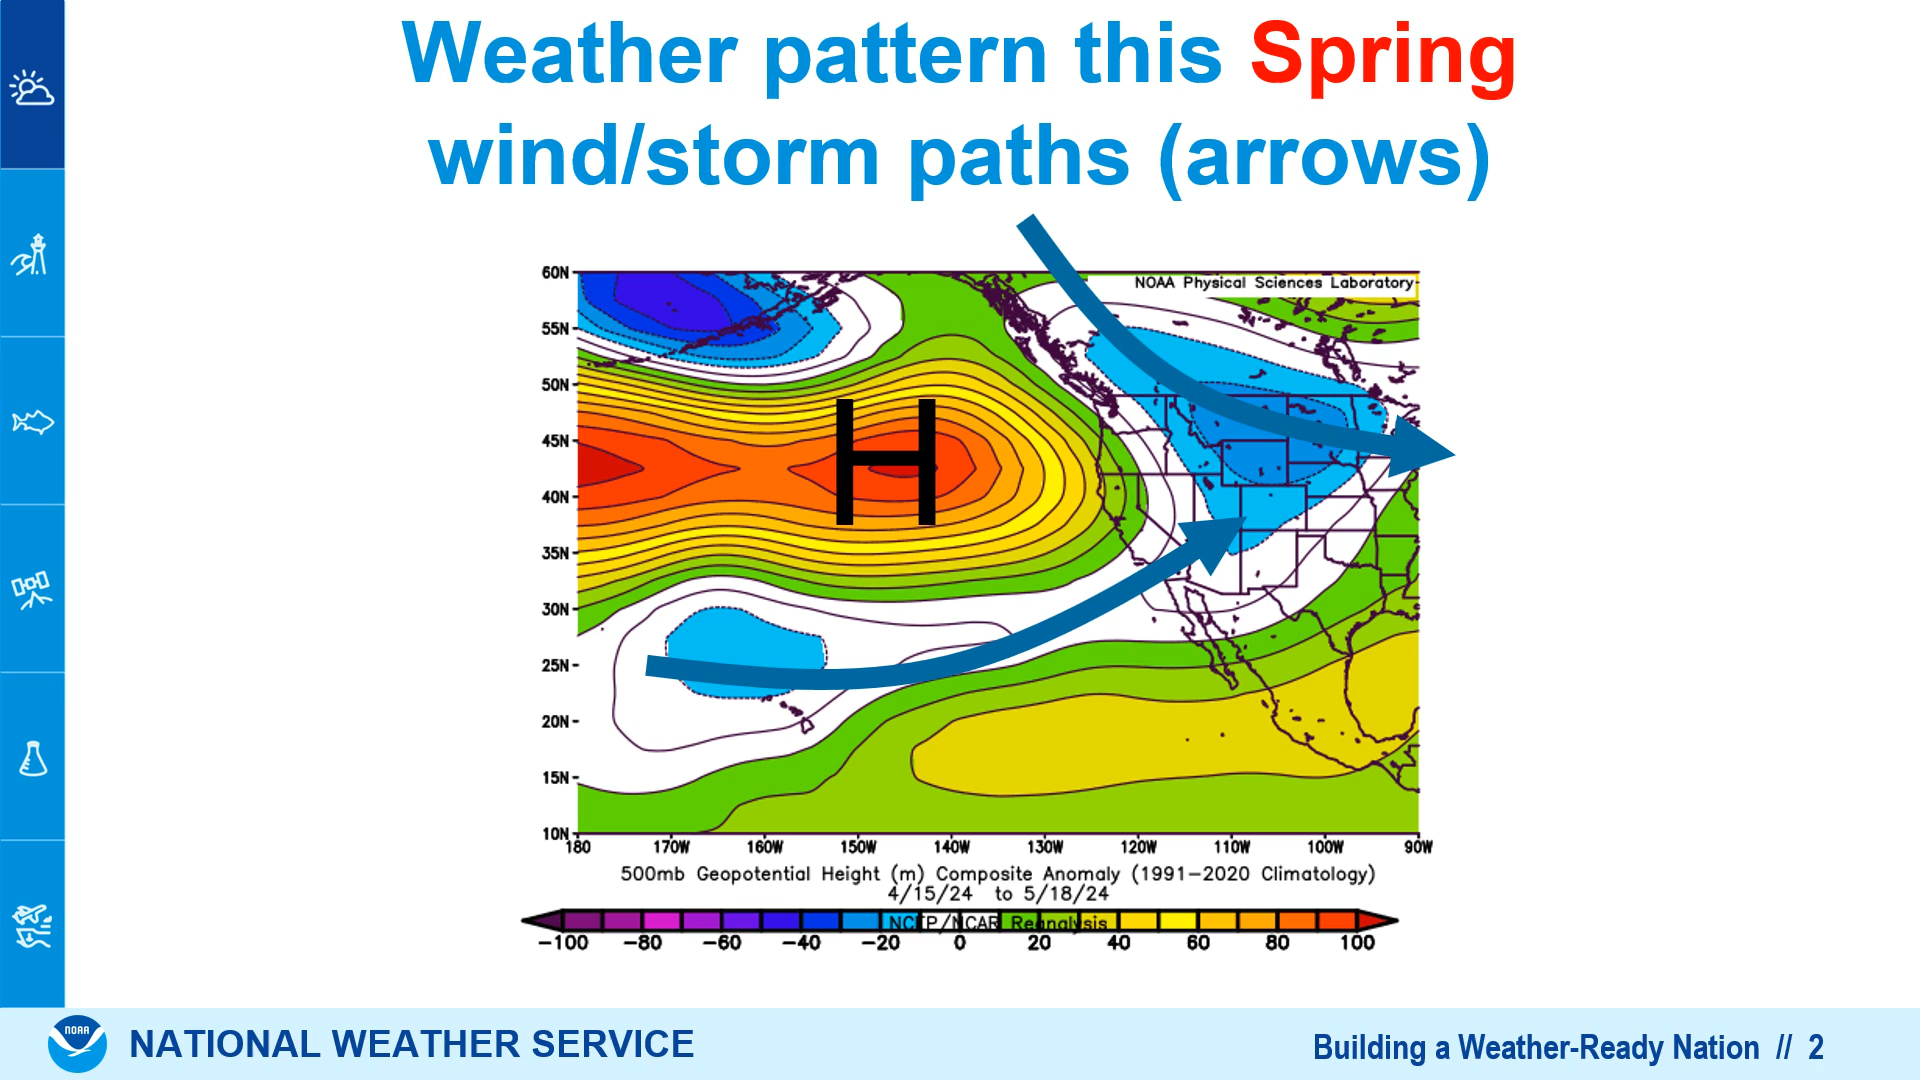 Weather pattern this Spring
wind/storm paths (arrows)
NOAA Physical Sciences Laboratory
60N
55N
50N
45N
40N
35N
30N
25N
20N
15N
10N
H
180 170W 160W 150W 140W 130W 120W 110W 100W 90W
500mb Geopotential Height (m) Composite Anomaly (1991–2020 Climatology)
4/15/24 to 5/18/24
NCEP/NCAR Reanalysis
−100 −80 −60 −40 −20 0 20 40 60 80 100
NOAA
NATIONAL WEATHER SERVICE
Building a Weather-Ready Nation // 2